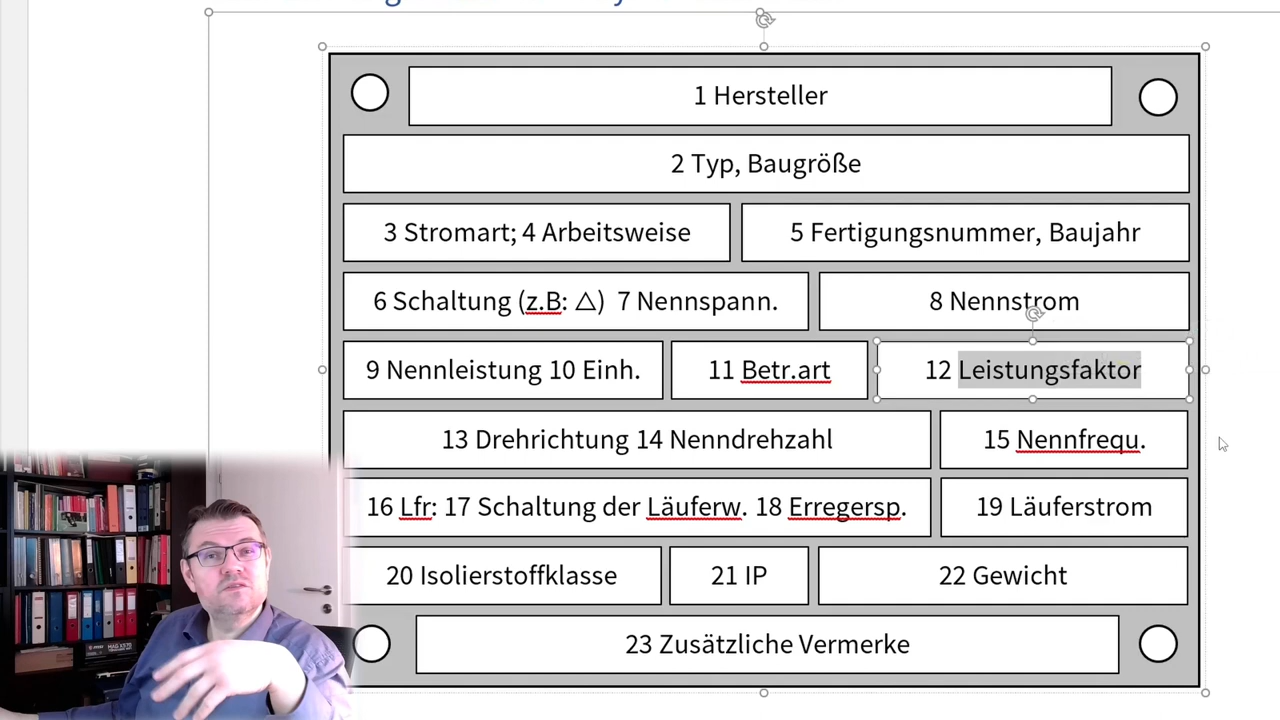 1 Hersteller
2 Typ, Baugröße
3 Stromart; 4 Arbeitsweise
5 Fertigungsnummer, Baujahr
6 Schaltung (z.B: △) 7 Nennspann.
8 Nennstrom
9 Nennleistung 10 Einh.
11 Betr.art
12 Leistungsfaktor
13 Drehrichtung 14 Nenndrehzahl
15 Nennfrequ.
16 Lfr: 17 Schaltung der Läuferw. 18 Erregersp.
19 Läuferstrom
20 Isolierstoffklasse
21 IP
22 Gewicht
23 Zusätzliche Vermerke